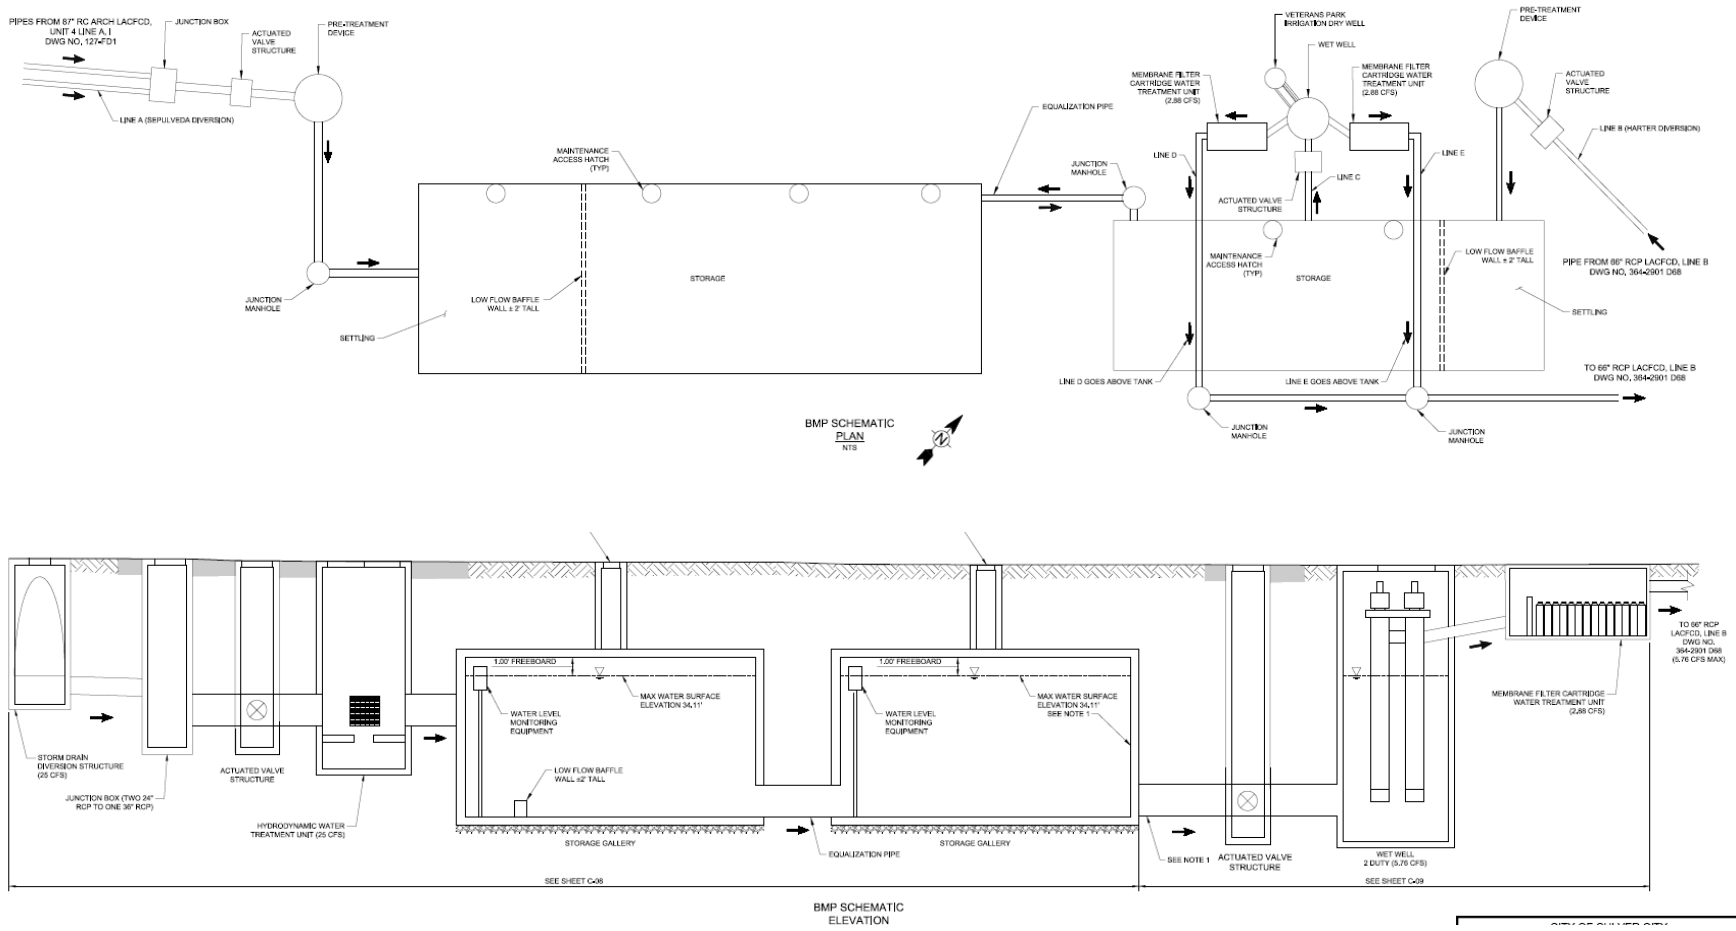 PIPES FROM 87" RC ARCH LACFCD,
UNIT 4 LINE A, I
DWG NO. 127-FD1
JUNCTION BOX
ACTUATED
VALVE
STRUCTURE
PRE-TREATMENT
DEVICE
LINE A (SEPULVEDA DIVERSION)
JUNCTION
MANHOLE
SETTLING
LOW FLOW BAFFLE
WALL ± 2' TALL
MAINTENANCE
ACCESS HATCH
(TYP)
STORAGE
EQUALIZATION PIPE
JUNCTION
MANHOLE
VETERANS PARK
IRRIGATION DRY WELL
WET WELL
MEMBRANE FILTER
CARTRIDGE WATER
TREATMENT UNIT
(2.88 CFS)
MEMBRANE FILTER
CARTRIDGE WATER
TREATMENT UNIT
(2.88 CFS)
PRE-TREATMENT
DEVICE
ACTUATED
VALVE
STRUCTURE
LINE B (HARTER DIVERSION)
LINE D
LINE E
LINE C
ACTUATED VALVE
STRUCTURE
MAINTENANCE
ACCESS HATCH
(TYP)
STORAGE
LOW FLOW BAFFLE
WALL ± 2' TALL
PIPE FROM 66" RCP LACFCD, LINE B
DWG NO. 364-2901 D68
SETTLING
LINE D GOES ABOVE TANK
LINE E GOES ABOVE TANK
TO 66" RCP LACFCD, LINE B
DWG NO. 364-2901 D68
JUNCTION
MANHOLE
JUNCTION
MANHOLE
BMP SCHEMATIC
PLAN
NTS
N
1.00' FREEBOARD
1.00' FREEBOARD
MAX WATER SURFACE
ELEVATION 34.11'
MAX WATER SURFACE
ELEVATION 34.11'
SEE NOTE 1
WATER LEVEL
MONITORING
EQUIPMENT
WATER LEVEL
MONITORING
EQUIPMENT
LOW FLOW BAFFLE
WALL ±2' TALL
TO 66" RCP
LACFCD, LINE B
DWG NO.
364-2901 D68
(5.76 CFS MAX)
MEMBRANE FILTER CARTRIDGE
WATER TREATMENT UNIT
(2.88 CFS)
STORM DRAIN
DIVERSION STRUCTURE
(25 CFS)
JUNCTION BOX (TWO 24"
RCP TO ONE 36" RCP)
ACTUATED VALVE
STRUCTURE
HYDRODYNAMIC WATER
TREATMENT UNIT (25 CFS)
STORAGE GALLERY
EQUALIZATION PIPE
STORAGE GALLERY
SEE NOTE 1
ACTUATED VALVE
STRUCTURE
WET WELL
2 DUTY (5.76 CFS)
SEE SHEET C-08
SEE SHEET C-09
BMP SCHEMATIC
ELEVATION
CITY OF CULVER CITY